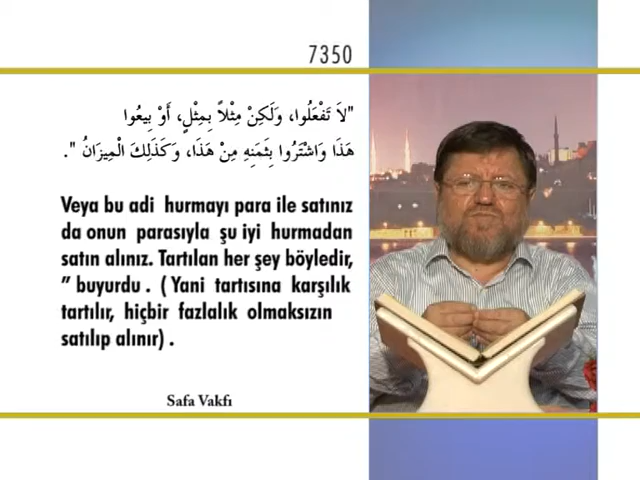 7350
"لاَ تَفْعَلُوا، وَلَكِنْ مِثْلاً بِمِثْلٍ، أَوْ بِيعُوا
هَذَا وَاشْتَرُوا بِثَمَنِهِ مِنْ هَذَا، وَكَذَلِكَ الْمِيزَانُ ".
Veya bu adi hurmayı para ile satınız
da onun parasıyla şu iyi hurmadan
satın alınız. Tartılan her şey böyledir,
” buyurdu . ( Yani tartısına karşılık
tartılır, hiçbir fazlalık olmaksızın
satılıp alınır) .
Safa Vakfı